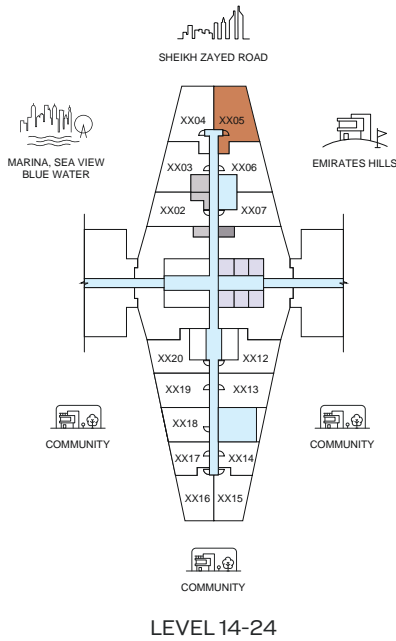 SHEIKH ZAYED ROAD
XX04
XX05
MARINA, SEA VIEW
BLUE WATER
EMIRATES HILLS
XX03
XX06
XX02
XX07
XX20
XX12
XX19
XX13
XX18
COMMUNITY
COMMUNITY
XX17
XX14
XX16
XX15
COMMUNITY
LEVEL 14-24